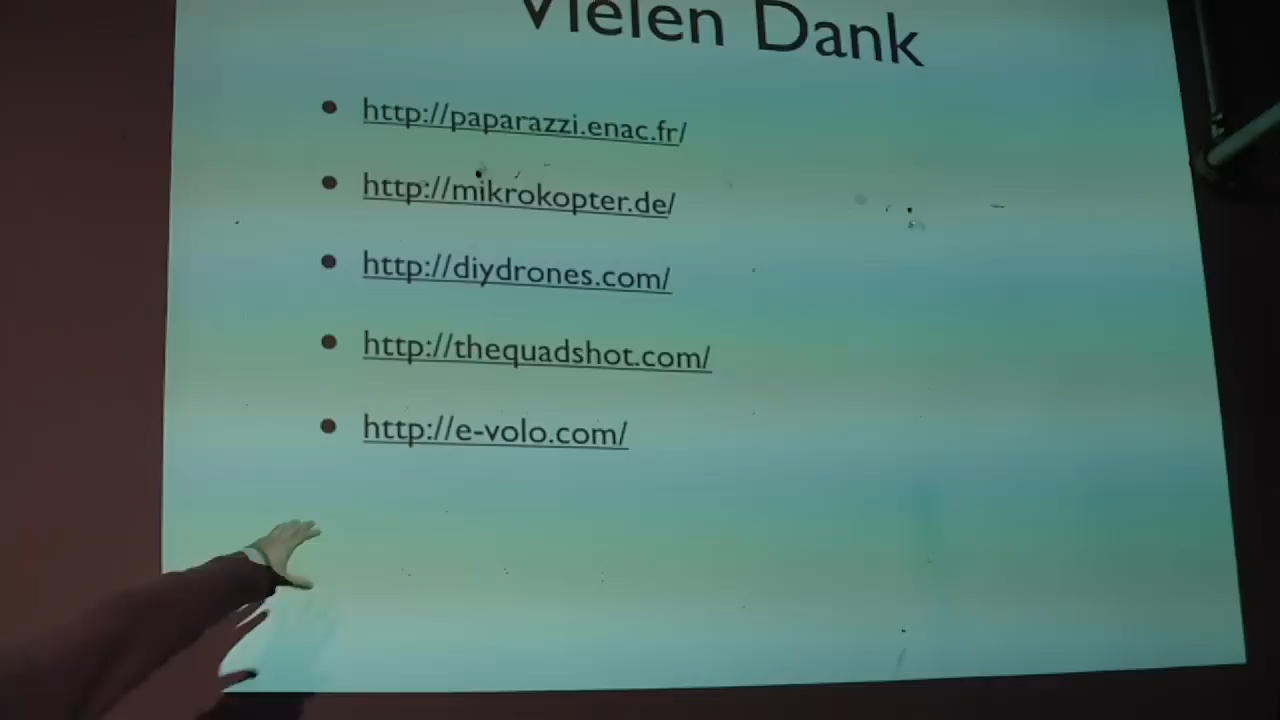 Vielen Dank
http://paparazzi.enac.fr/
http://mikrokopter.de/
http://diydrones.com/
http://thequadshot.com/
http://e-volo.com/